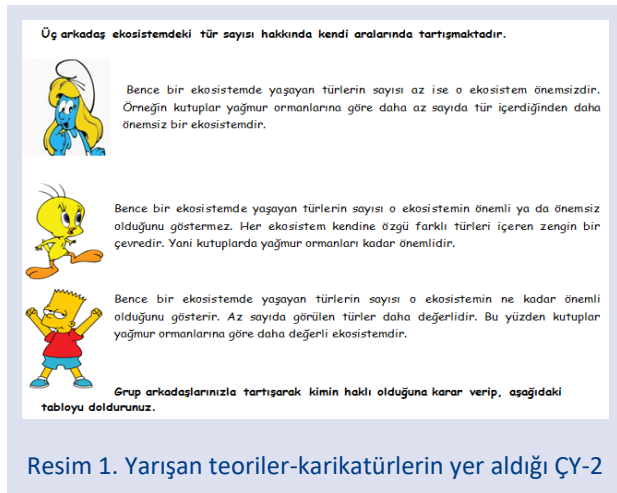 Üç arkadaş ekosistemdeki tür sayısı hakkında kendi aralarında tartışmaktadır.
Bence bir ekosistemde yaşayan türlerin sayısı az ise o ekosistem önemsizdir.
Örneğin kutuplar yağmur ormanlarına göre daha az sayıda tür içerdiğinden daha
önemsiz bir ekosistemdir.
Bence bir ekosistemde yaşayan türlerin sayısı o ekosistemin önemli ya da önemsiz
olduğunu göstermez. Her ekosistem kendine özgü farklı türleri içeren zengin bir
çevredir. Yani kutuplarda yağmur ormanları kadar önemlidir.
Bence bir ekosistemde yaşayan türlerin sayısı o ekosistemin ne kadar önemli
olduğunu gösterir. Az sayıda görülen türler daha değerlidir. Bu yüzden kutuplar
yağmur ormanlarına göre daha değerli ekosistemdir.
Grup arkadaşlarınızla tartışarak kimin haklı olduğuna karar verip, aşağıdaki
tabloyu doldurunuz.
Resim 1. Yarışan teoriler-karikatürlerin yer aldığı ÇY-2